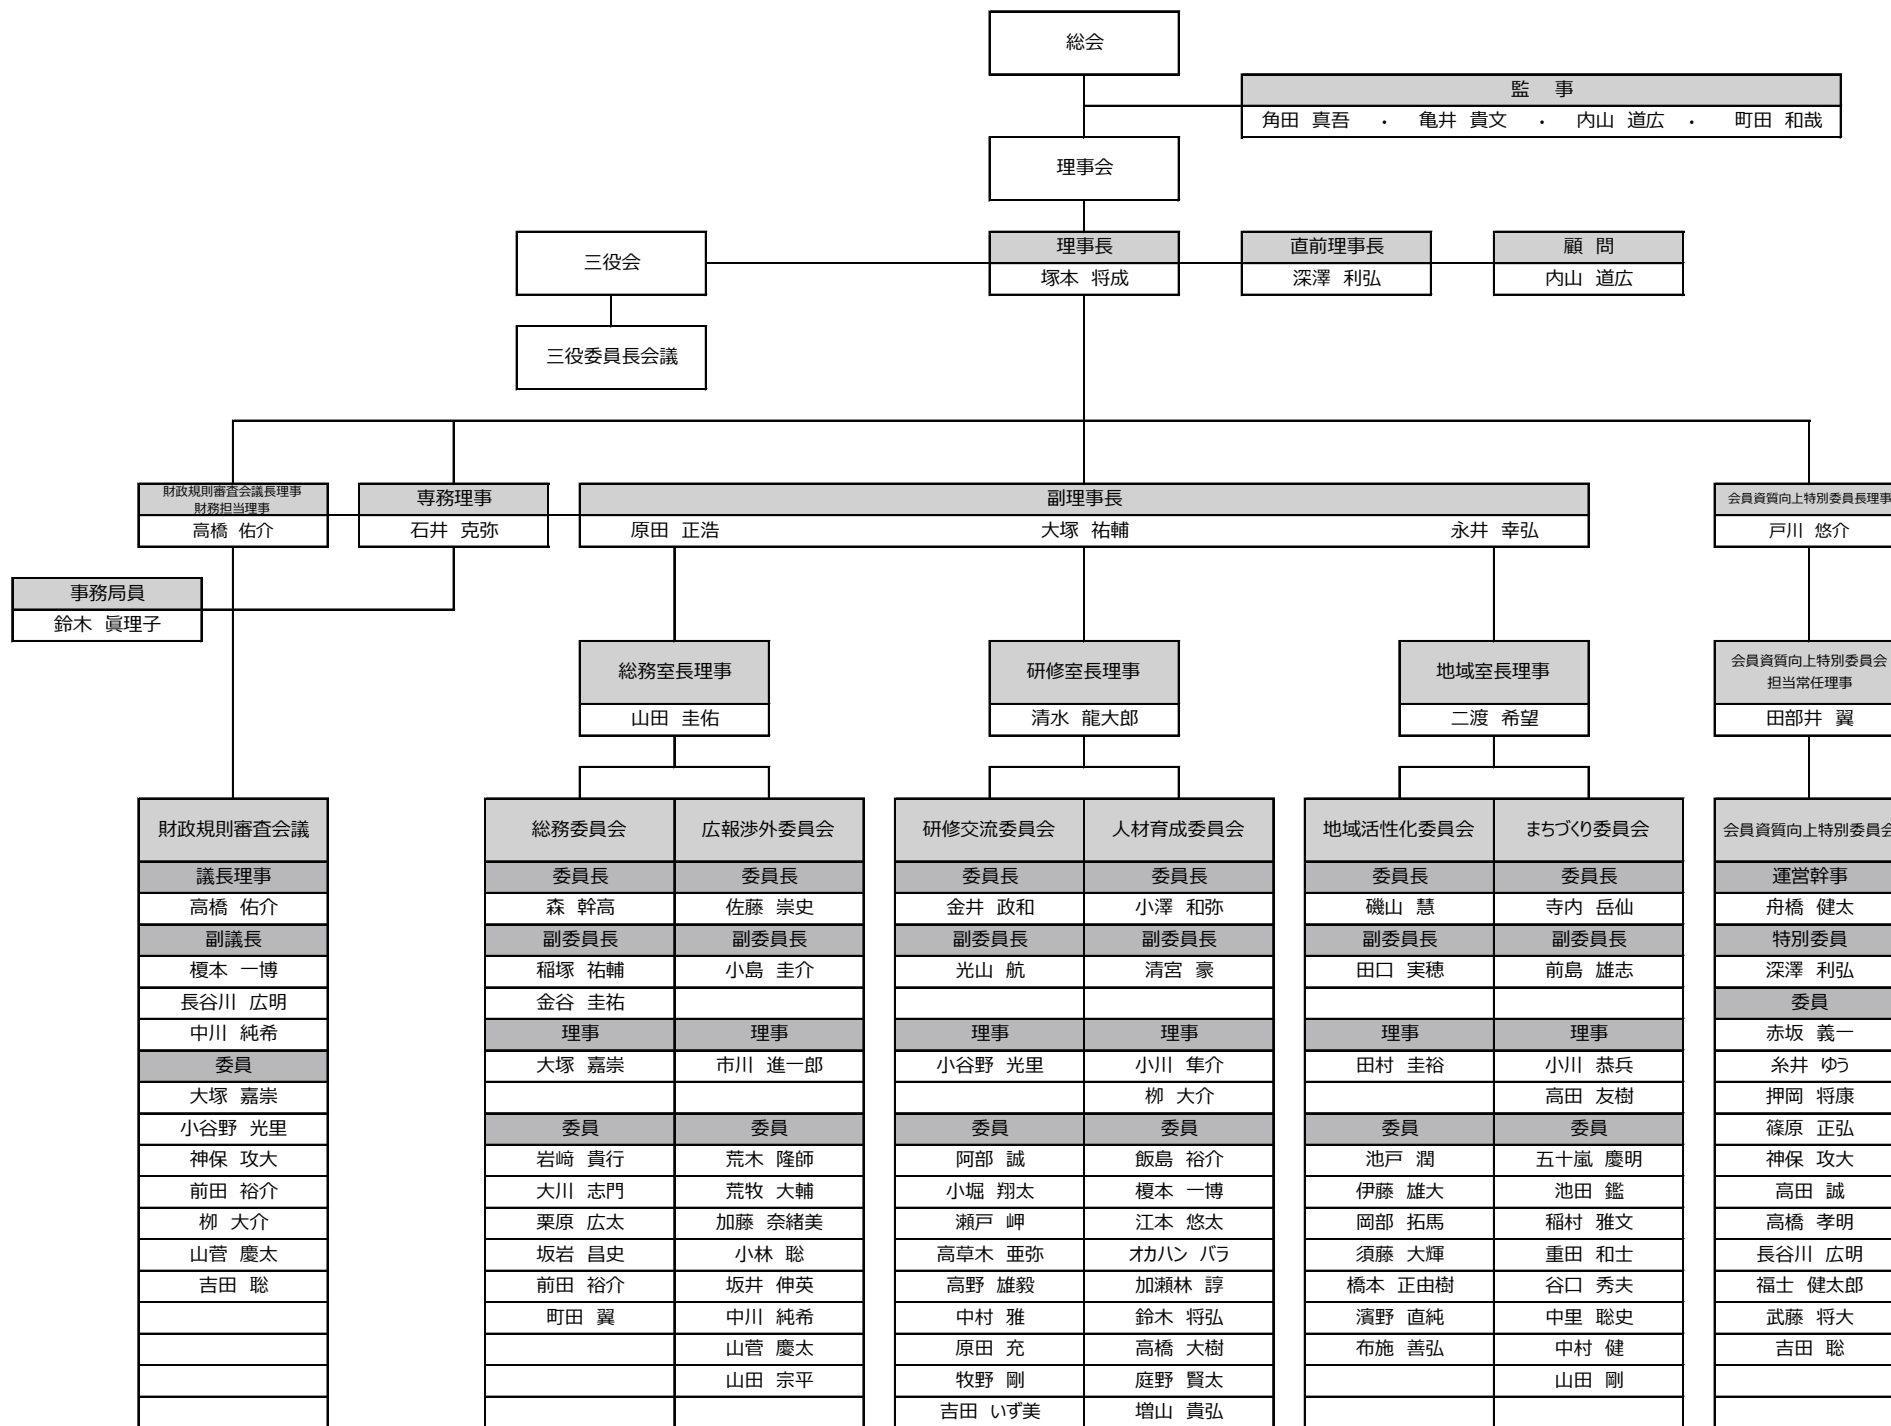 総会
監 事
角田 真吾 ・ 亀井 貴文 ・ 内山 道広 ・ 町田 和哉
理事会
三役会
理事長 直前理事長 顧 問
塚本 将成 深澤 利弘 内山 道広
三役委員長会議
財政規則審査会議長理事
財務担当理事
高橋 佑介
専務理事
石井 克弥
副理事長
原田 正浩 大塚 祐輔 永井 幸弘
会員資質向上特別委員長理事
戸川 悠介
事務局員
鈴木 眞理子
総務室長理事
山田 圭佑
研修室長理事
清水 龍大郎
地域室長理事
二渡 希望
会員資質向上特別委員会
担当常任理事
田部井 翼
財政規則審査会議
議長理事
高橋 佑介
副議長
榎本 一博
長谷川 広明
中川 純希
委員
大塚 嘉崇
小谷野 光里
神保 攻大
前田 裕介
栁 大介
山菅 慶太
吉田 聡
総務委員会
委員長
森 幹高
副委員長
稲塚 祐輔
金谷 圭祐
理事
大塚 嘉崇
委員
岩﨑 貴行
大川 志門
栗原 広太
坂岩 昌史
前田 裕介
町田 翼
広報渉外委員会
委員長
佐藤 崇史
副委員長
小島 圭介
理事
市川 進一郎
委員
荒木 隆師
荒牧 大輔
加藤 奈緒美
小林 聡
坂井 伸英
中川 純希
山菅 慶太
山田 宗平
研修交流委員会
委員長
金井 政和
副委員長
光山 航
理事
小谷野 光里
委員
阿部 誠
小堀 翔太
瀬戸 岬
高草木 亜弥
高野 雄毅
中村 雅
原田 充
牧野 剛
吉田 いず美
人材育成委員会
委員長
小澤 和弥
副委員長
清宮 豪
理事
小川 隼介
栁 大介
委員
飯島 裕介
榎本 一博
江本 悠太
オカハン バラ
加瀬林 諄
鈴木 将弘
高橋 大樹
庭野 賢太
増山 貴弘
地域活性化委員会
委員長
磯山 慧
副委員長
田口 実穂
理事
田村 圭裕
委員
池戸 潤
伊藤 雄大
岡部 拓馬
須藤 大輝
橋本 正由樹
濱野 直純
布施 善弘
まちづくり委員会
委員長
寺内 岳仙
副委員長
前島 雄志
理事
小川 恭兵
高田 友樹
委員
五十嵐 慶明
池田 鑑
稲村 雅文
重田 和士
谷口 秀夫
中里 聡史
中村 健
山田 剛
会員資質向上特別委員会
運営幹事
舟橋 健太
特別委員
深澤 利弘
委員
赤坂 義一
糸井 ゆう
押岡 将康
篠原 正弘
神保 攻大
高田 誠
高橋 孝明
長谷川 広明
福士 健太郎
武藤 将大
吉田 聡